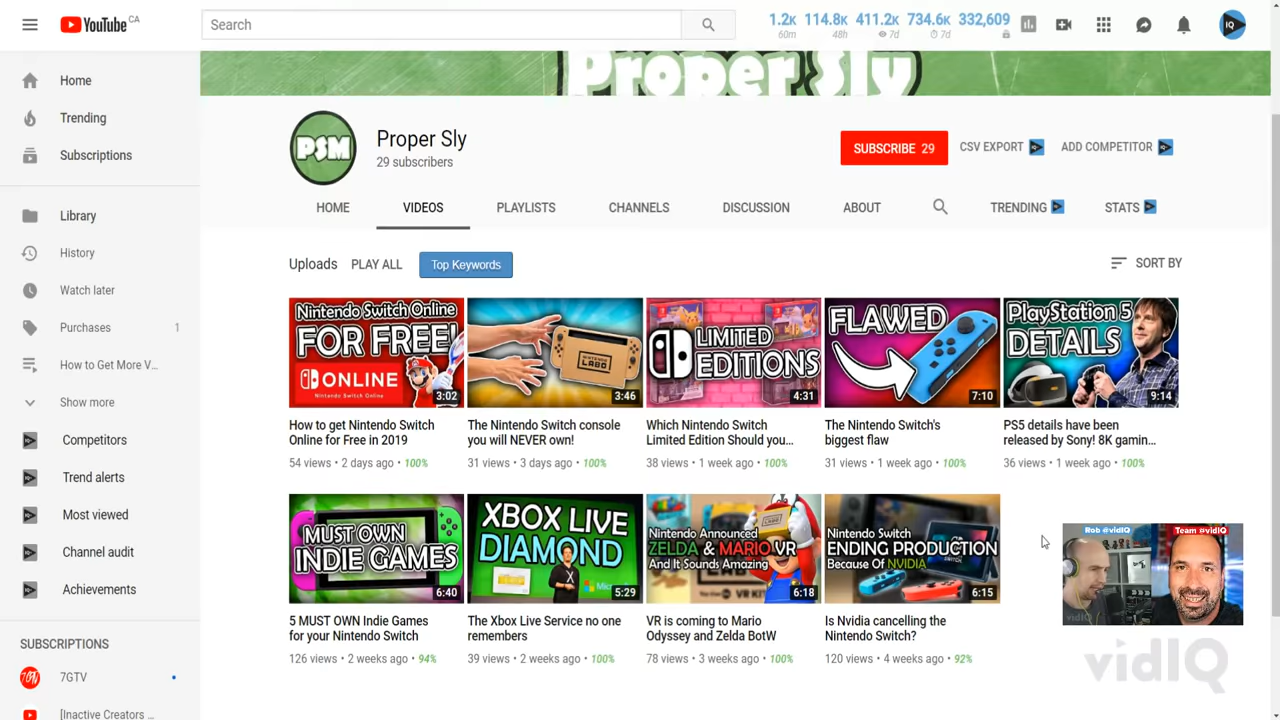 YouTube CA
Search
1.2K 114.8K 411.2K 734.6K 332,609
60m 48h 7d 7d
IQ
Home
Trending
Subscriptions
Library
History
Watch later
Purchases 1
How to Get More V...
Show more
Competitors
Trend alerts
Most viewed
Channel audit
Achievements
SUBSCRIPTIONS
7GTV
[Inactive Creators ...
Proper Sly
PSM
Proper Sly
29 subscribers
SUBSCRIBE 29
CSV EXPORT
ADD COMPETITOR
HOME VIDEOS PLAYLISTS CHANNELS DISCUSSION ABOUT TRENDING STATS
Uploads PLAY ALL Top Keywords SORT BY
Nintendo Switch Online
FOR FREE!
ONLINE
Nintendo Switch Online
3:02
How to get Nintendo Switch
Online for Free in 2019
54 views • 2 days ago • 100%
NINTENDO
LABO
3:46
The Nintendo Switch console
you will NEVER own!
31 views • 3 days ago • 100%
LIMITED
EDITIONS
4:31
Which Nintendo Switch
Limited Edition Should you...
38 views • 1 week ago • 100%
FLAWED
7:10
The Nintendo Switch's
biggest flaw
31 views • 1 week ago • 100%
PlayStation 5
DETAILS
9:14
PS5 details have been
released by Sony! 8K gamin...
36 views • 1 week ago • 100%
MUST OWN
INDIE GAMES
6:40
5 MUST OWN Indie Games
for your Nintendo Switch
126 views • 2 weeks ago • 94%
XBOX LIVE
DIAMOND
5:29
The Xbox Live Service no one
remembers
39 views • 2 weeks ago • 100%
Nintendo Announced
ZELDA & MARIO VR
And It Sounds Amazing
6:18
VR is coming to Mario
Odyssey and Zelda BotW
78 views • 3 weeks ago • 100%
Nintendo Switch
ENDING PRODUCTION
Because Of NVIDIA
6:15
Is Nvidia cancelling the
Nintendo Switch?
120 views • 4 weeks ago • 92%
Rob @vidIQ Team @vidIQ
vidIQ
vidIQ